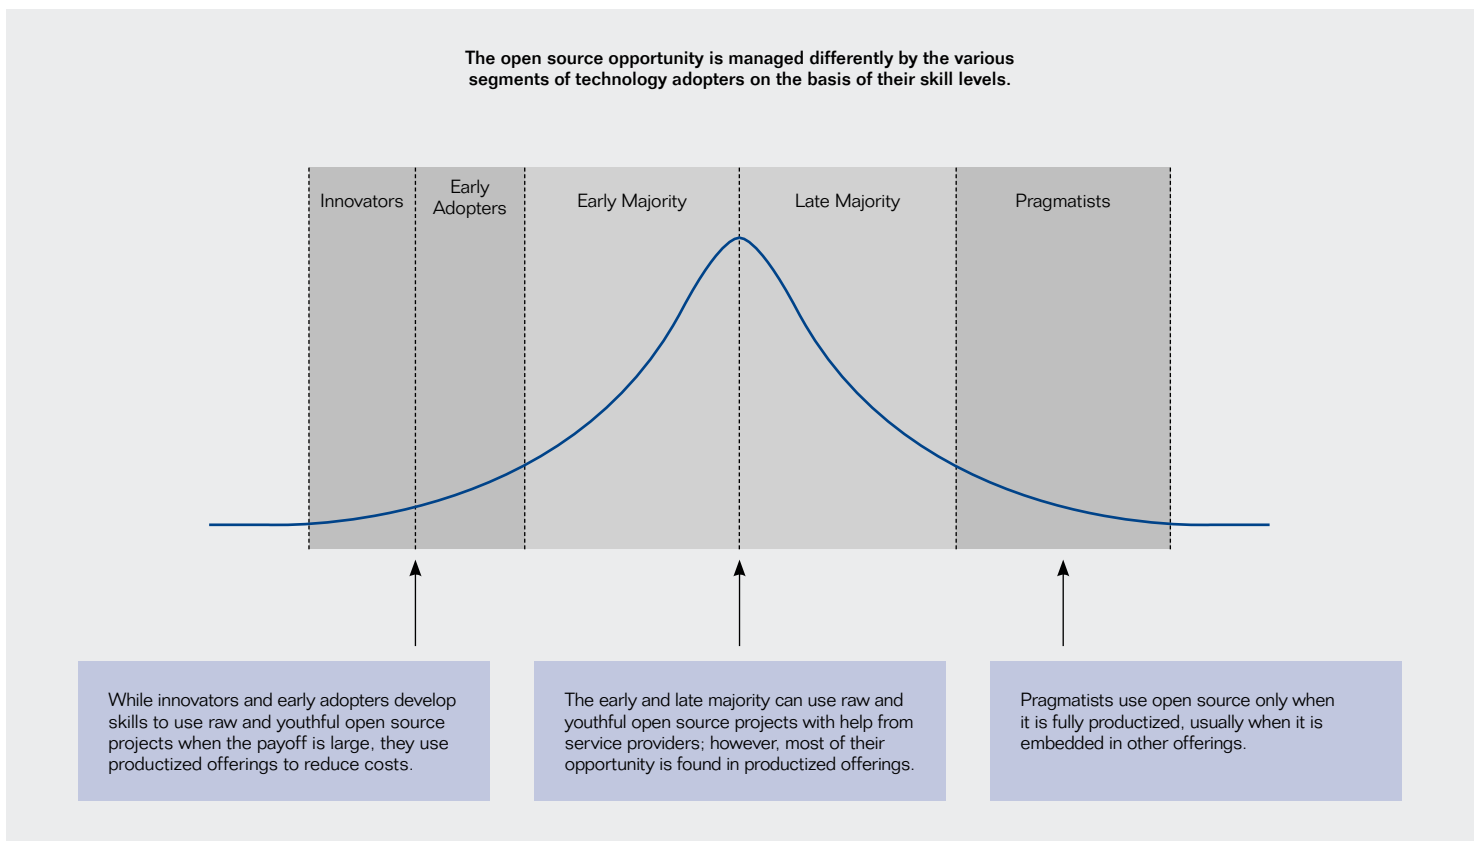 The open source opportunity is managed differently by the various
segments of technology adopters on the basis of their skill levels.
Innovators
Early
Adopters
Early Majority
Late Majority
Pragmatists
While innovators and early adopters develop
skills to use raw and youthful open source
projects when the payoff is large, they use
productized offerings to reduce costs.
The early and late majority can use raw and
youthful open source projects with help from
service providers; however, most of their
opportunity is found in productized offerings.
Pragmatists use open source only when
it is fully productized, usually when it is
embedded in other offerings.